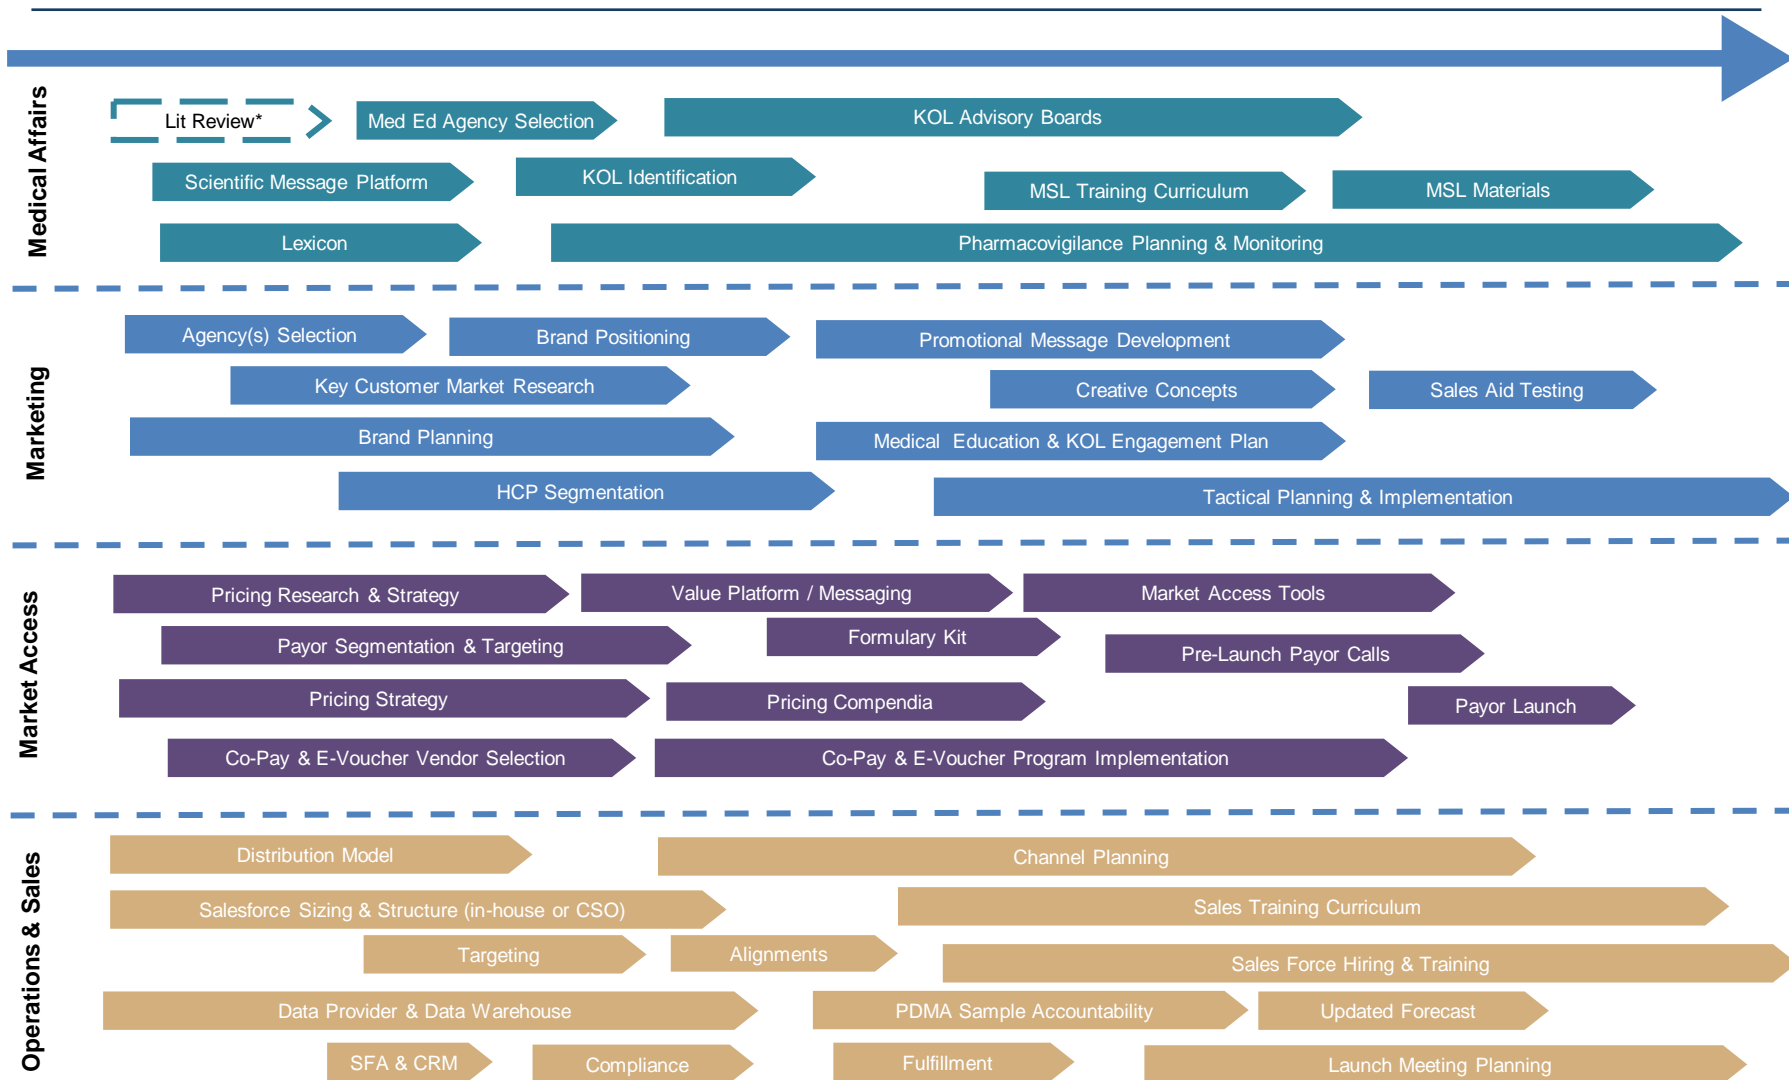 Medical Affairs
Lit Review*
Med Ed Agency Selection
KOL Advisory Boards
Scientific Message Platform
KOL Identification
MSL Training Curriculum
MSL Materials
Lexicon
Pharmacovigilance Planning & Monitoring
Marketing
Agency(s) Selection
Brand Positioning
Promotional Message Development
Key Customer Market Research
Creative Concepts
Sales Aid Testing
Brand Planning
Medical Education & KOL Engagement Plan
HCP Segmentation
Tactical Planning & Implementation
Market Access
Pricing Research & Strategy
Value Platform / Messaging
Market Access Tools
Payor Segmentation & Targeting
Formulary Kit
Pre-Launch Payor Calls
Pricing Strategy
Pricing Compendia
Payor Launch
Co-Pay & E-Voucher Vendor Selection
Co-Pay & E-Voucher Program Implementation
Operations & Sales
Distribution Model
Channel Planning
Salesforce Sizing & Structure (in-house or CSO)
Sales Training Curriculum
Targeting
Alignments
Sales Force Hiring & Training
Data Provider & Data Warehouse
PDMA Sample Accountability
Updated Forecast
SFA & CRM
Compliance
Fulfillment
Launch Meeting Planning